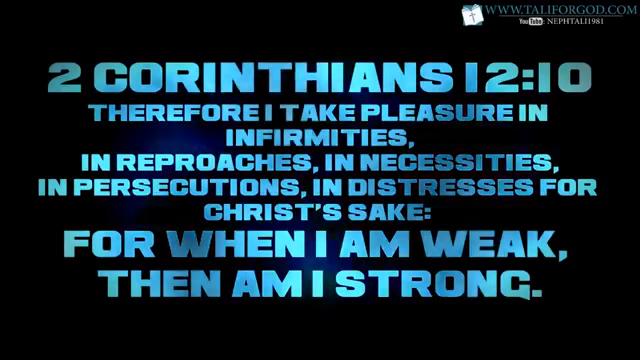 WWW.TALIFORGOD.COM
YouTube: NEPHTALI1981
2 CORINTHIANS 12:10
THEREFORE I TAKE PLEASURE IN
INFIRMITIES,
IN REPROACHES, IN NECESSITIES,
IN PERSECUTIONS, IN DISTRESSES FOR
CHRIST'S SAKE:
FOR WHEN I AM WEAK,
THEN AM I STRONG.